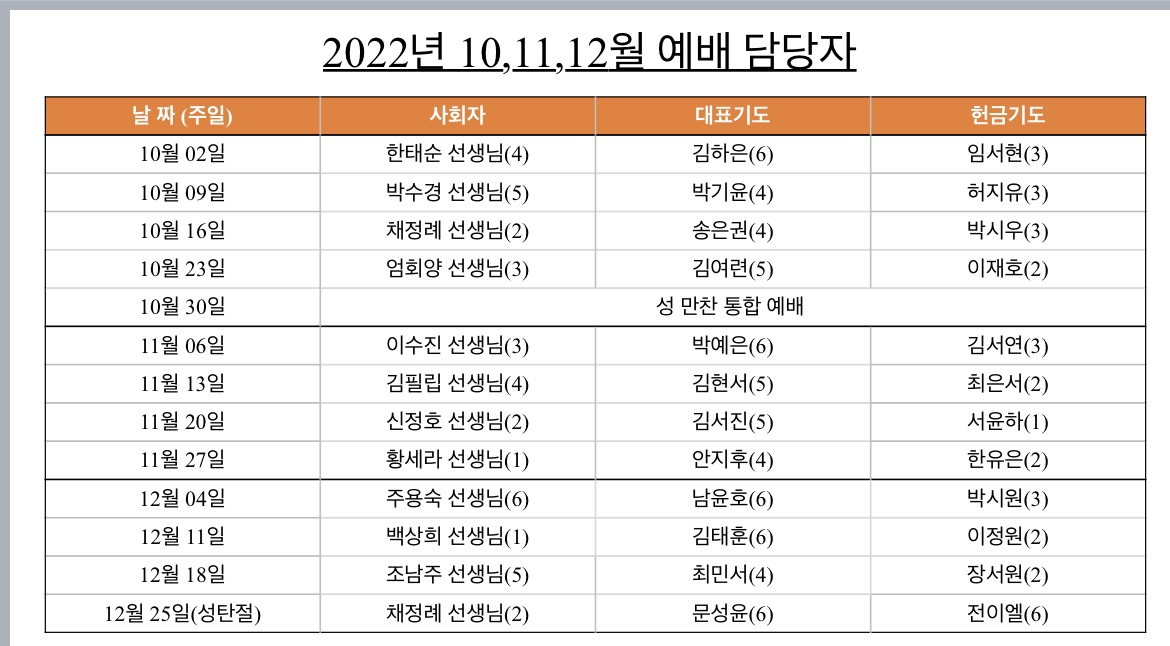 2022년 10,11,12월 예배 담당자
날 짜 (주일) 사회자 대표기도 헌금기도
10월 02일 한태순 선생님(4) 김하은(6) 임서현(3)
10월 09일 박수경 선생님(5) 박기윤(4) 허지유(3)
10월 16일 채정례 선생님(2) 송은권(4) 박시우(3)
10월 23일 엄회양 선생님(3) 김여련(5) 이재호(2)
10월 30일 성 만찬 통합 예배
11월 06일 이수진 선생님(3) 박예은(6) 김서연(3)
11월 13일 김필립 선생님(4) 김현서(5) 최은서(2)
11월 20일 신정호 선생님(2) 김서진(5) 서윤하(1)
11월 27일 황세라 선생님(1) 안지후(4) 한유은(2)
12월 04일 주용숙 선생님(6) 남윤호(6) 박시원(3)
12월 11일 백상희 선생님(1) 김태훈(6) 이정원(2)
12월 18일 조남주 선생님(5) 최민서(4) 장서원(2)
12월 25일(성탄절) 채정례 선생님(2) 문성윤(6) 전이엘(6)